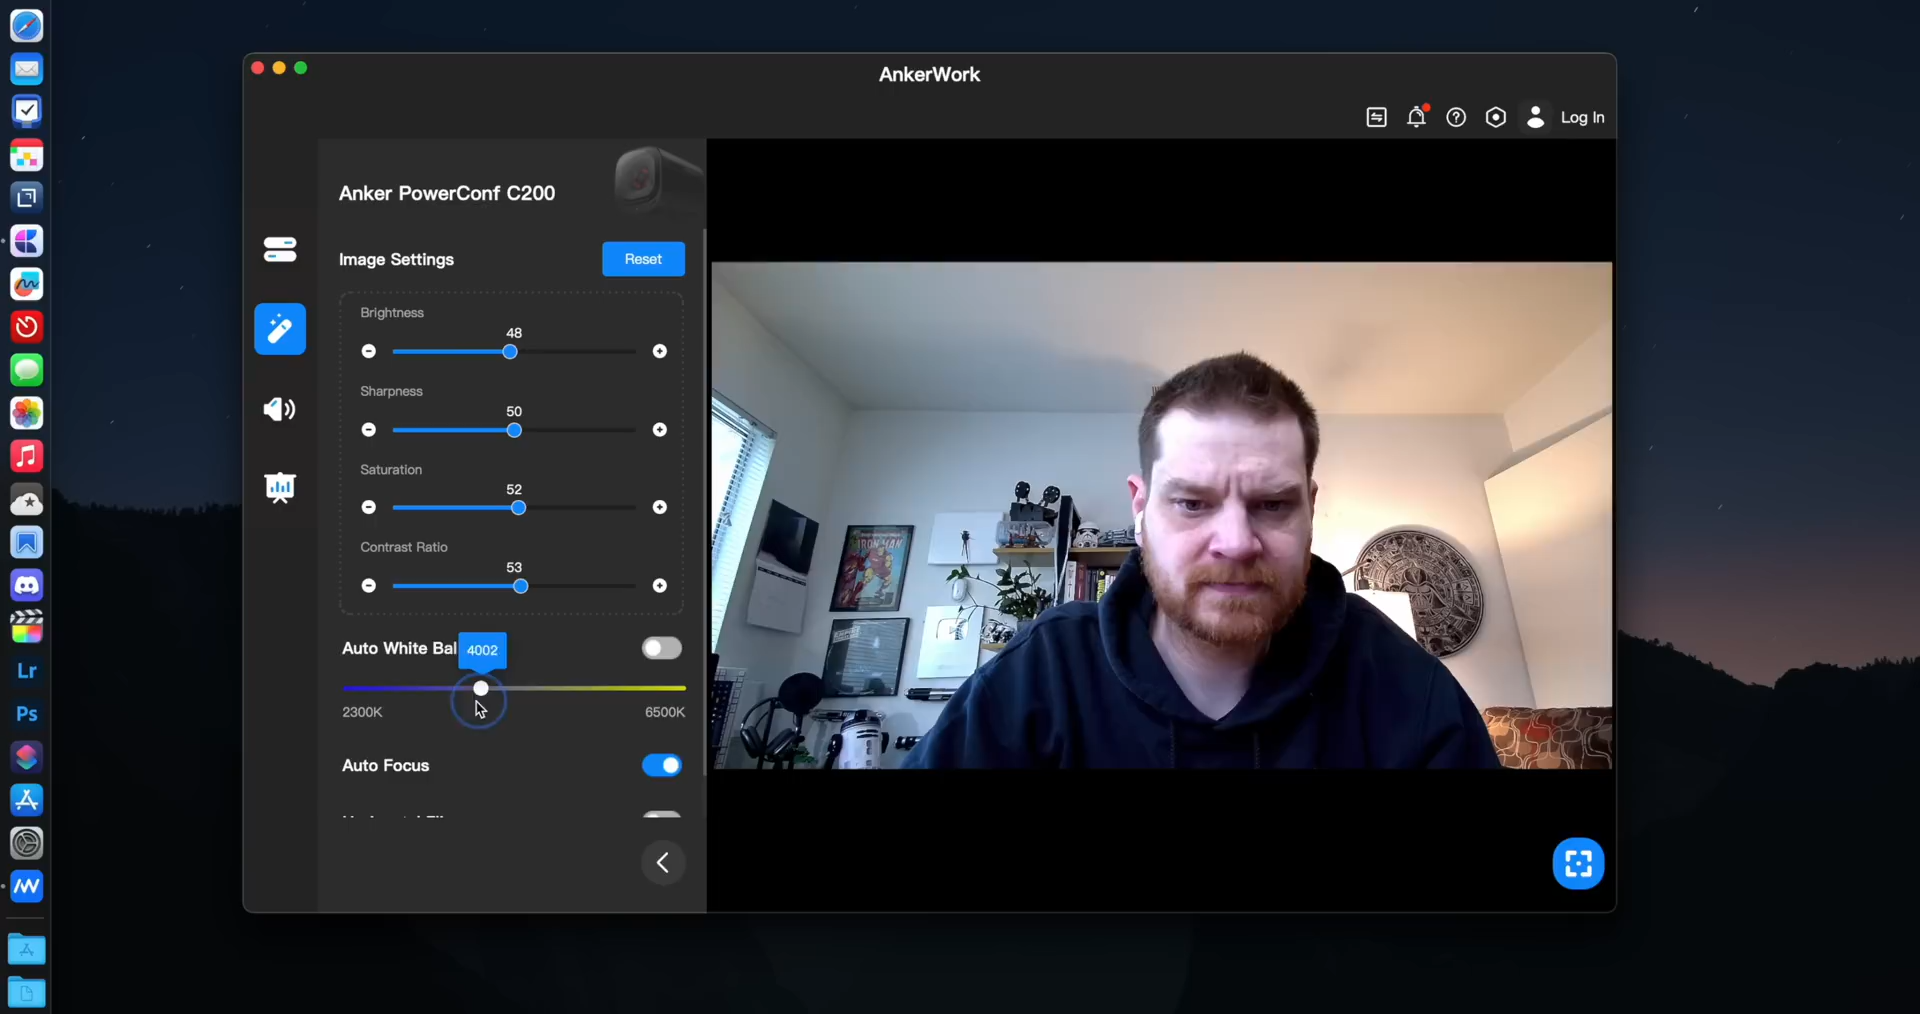 AnkerWork
Log In
Anker PowerConf C200
Image Settings
Reset
Brightness
48
Sharpness
50
Saturation
52
Contrast Ratio
53
Auto White Bal
4002
2300K
6500K
Auto Focus
Lr
Ps
IRON MAN